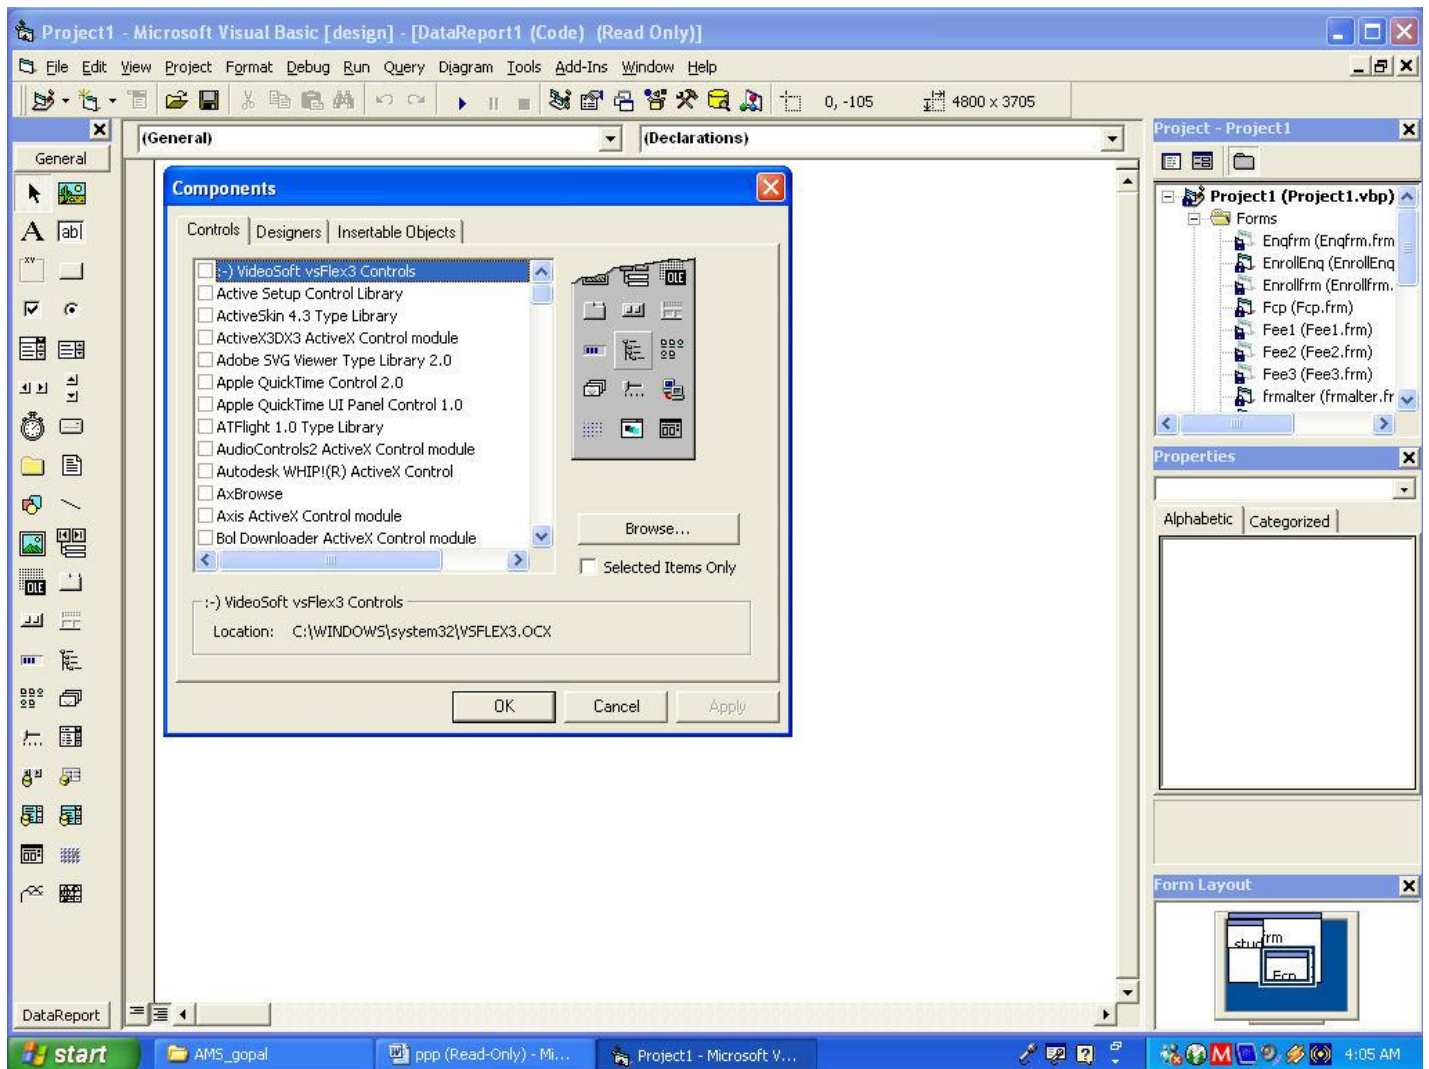 Project1 - Microsoft Visual Basic [design] - [DataReport1 (Code) (Read Only)]
File Edit View Project Format Debug Run Query Diagram Tools Add-Ins Window Help
0, -105 4800 x 3705
General
(General) (Declarations)
A ab|
XV
OLE
DataReport
Components
Controls Designers Insertable Objects
:-) VideoSoft vsFlex3 Controls
Active Setup Control Library
ActiveSkin 4.3 Type Library
ActiveX3DX3 ActiveX Control module
Adobe SVG Viewer Type Library 2.0
Apple QuickTime Control 2.0
Apple QuickTime UI Panel Control 1.0
ATFlight 1.0 Type Library
AudioControls2 ActiveX Control module
Autodesk WHIP!(R) ActiveX Control
AxBrowse
Axis ActiveX Control module
Bol Downloader ActiveX Control module
OLE
Browse...
Selected Items Only
:-) VideoSoft vsFlex3 Controls
Location: C:\WINDOWS\system32\VSFLEX3.OCX
OK Cancel Apply
Project - Project1
Project1 (Project1.vbp)
Forms
Enqfrm (Enqfrm.frm
EnrollEnq (EnrollEnq
Enrollfrm (Enrollfrm.
Fcp (Fcp.frm)
Fee1 (Fee1.frm)
Fee2 (Fee2.frm)
Fee3 (Fee3.frm)
frmalter (frmalter.fr
Properties
Alphabetic Categorized
Form Layout
stud frm
Fcp
start AMS_gopal ppp (Read-Only) - Mi... Project1 - Microsoft V... M 4:05 AM